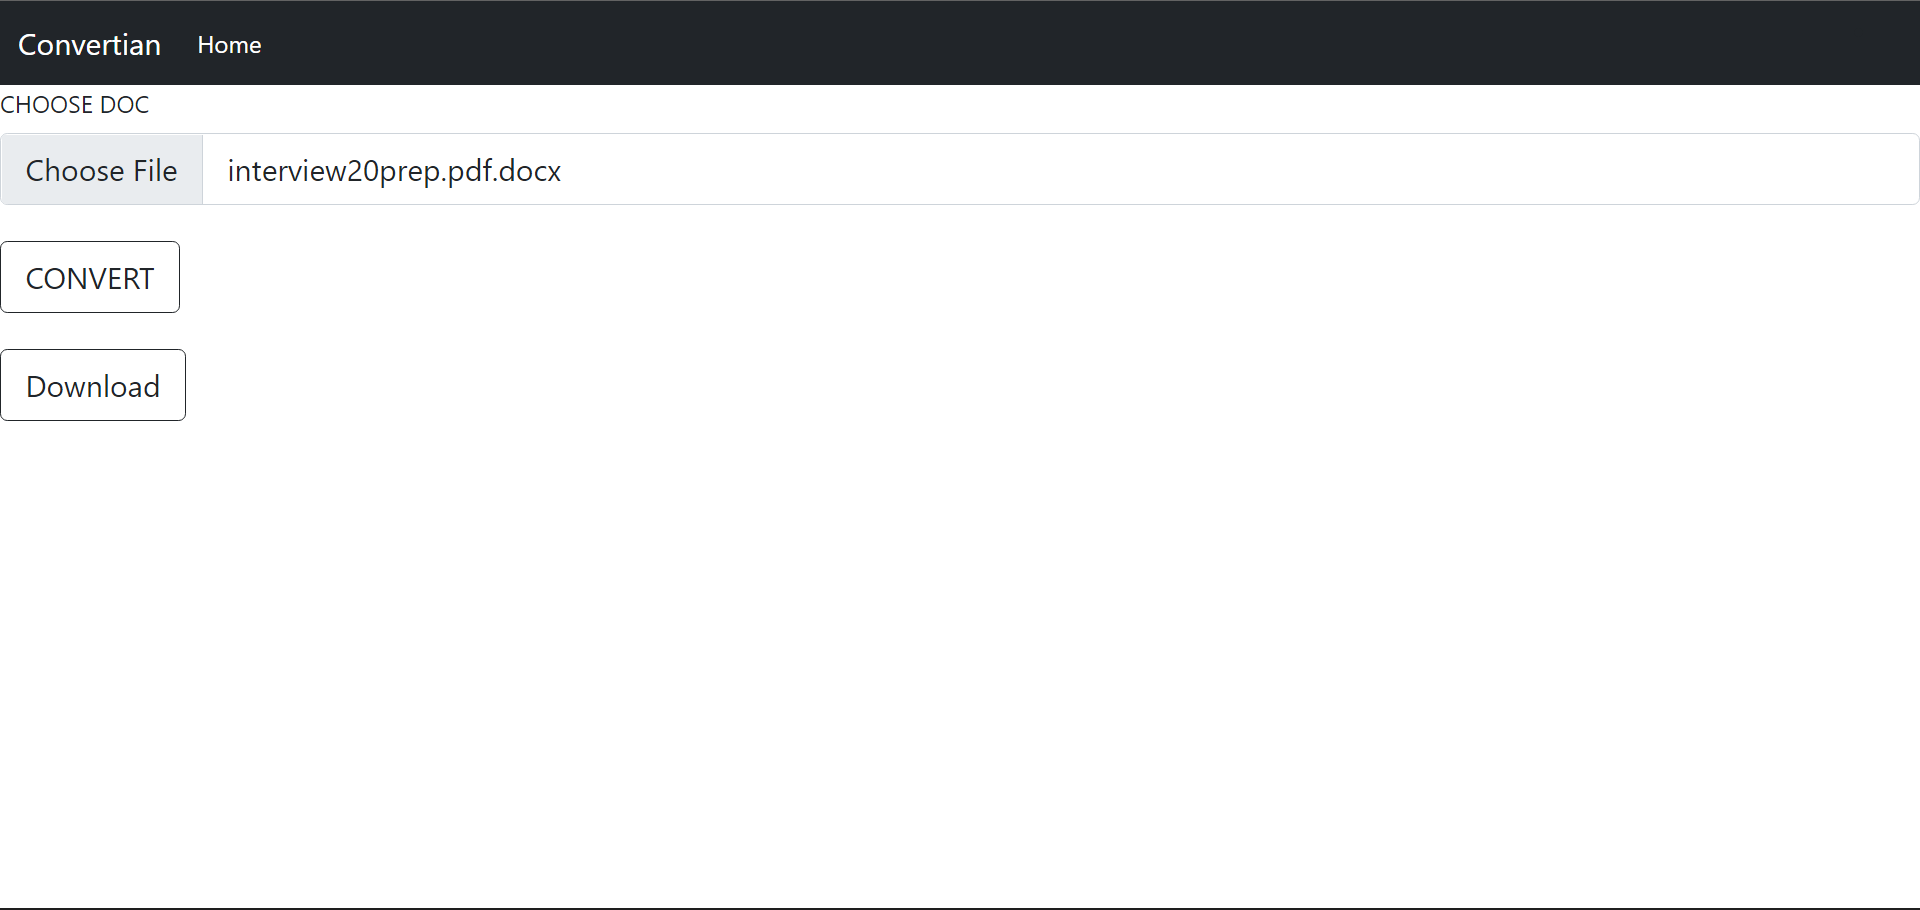 Convertian Home
CHOOSE DOC
Choose File interview20prep.pdf.docx
CONVERT
Download